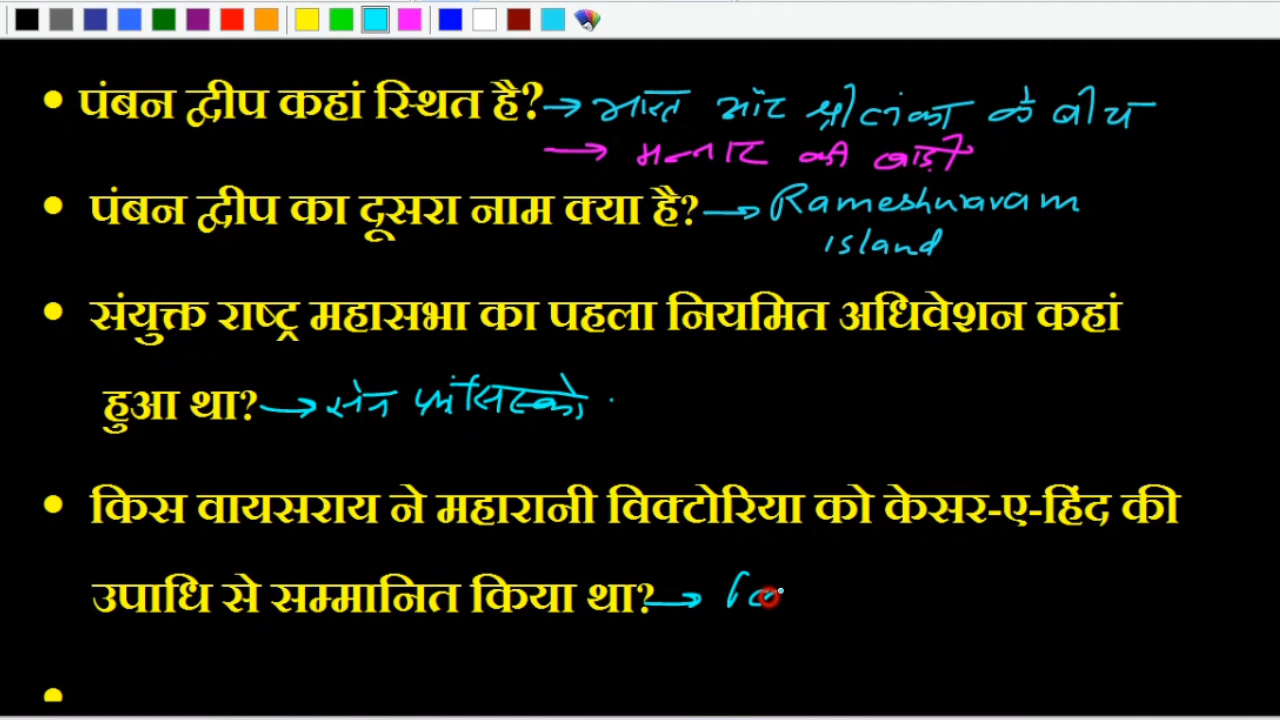 • पंबन द्वीप कहां स्थित है? → भारत और श्रीलंका के बीच
→ मन्नार की खाड़ी
• पंबन द्वीप का दूसरा नाम क्या है? → Rameshwaram
island
• संयुक्त राष्ट्र महासभा का पहला नियमित अधिवेशन कहां
हुआ था? → सेन फ्रांसिस्को
• किस वायसराय ने महारानी विक्टोरिया को केसर-ए-हिंद की
उपाधि से सम्मानित किया था? →
•